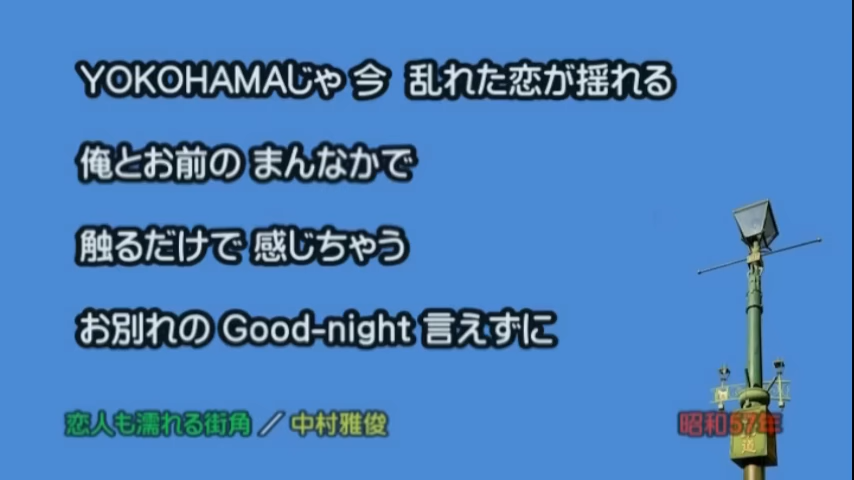 YOKOHAMAじゃ 今 乱れた恋が揺れる
俺とお前の まんなかで
触るだけで 感じちゃう
お別れの Good-night 言えずに
恋人も濡れる街角 ／ 中村雅俊
昭和57年
道